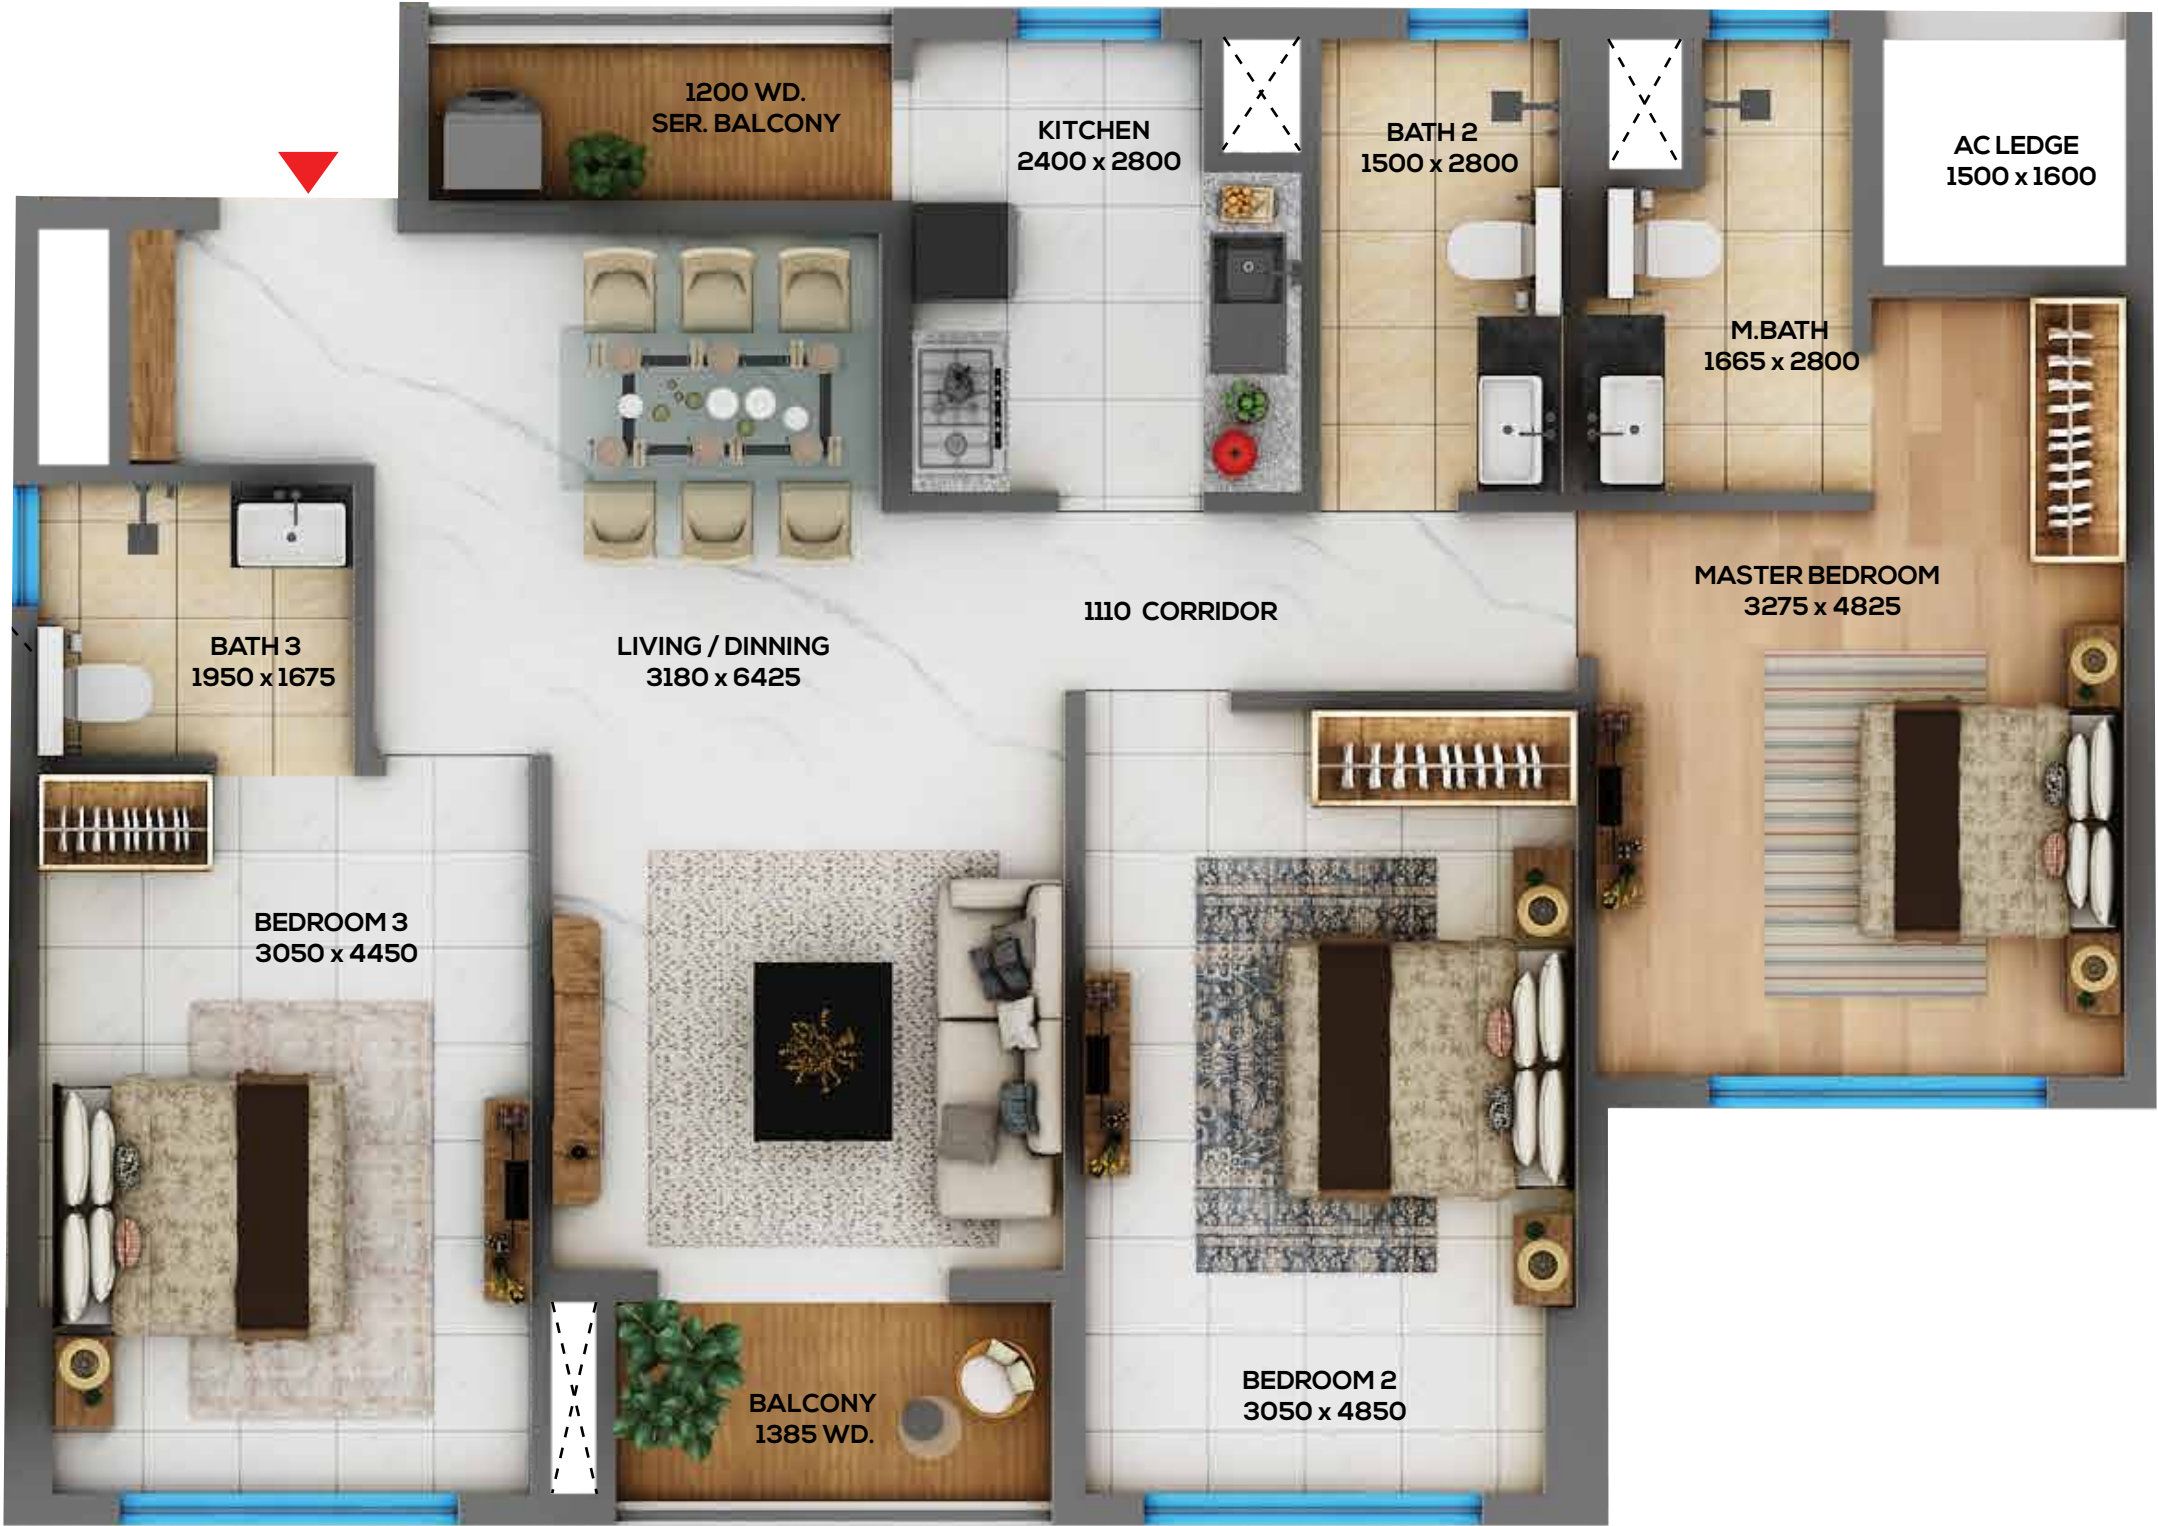 1200 WD.
SER. BALCONY
KITCHEN
2400 x 2800
BATH 2
1500 x 2800
AC LEDGE
1500 x 1600
M.BATH
1665 x 2800
MASTER BEDROOM
3275 x 4825
1110 CORRIDOR
LIVING / DINNING
3180 x 6425
BATH 3
1950 x 1675
BEDROOM 3
3050 x 4450
BEDROOM 2
3050 x 4850
BALCONY
1385 WD.